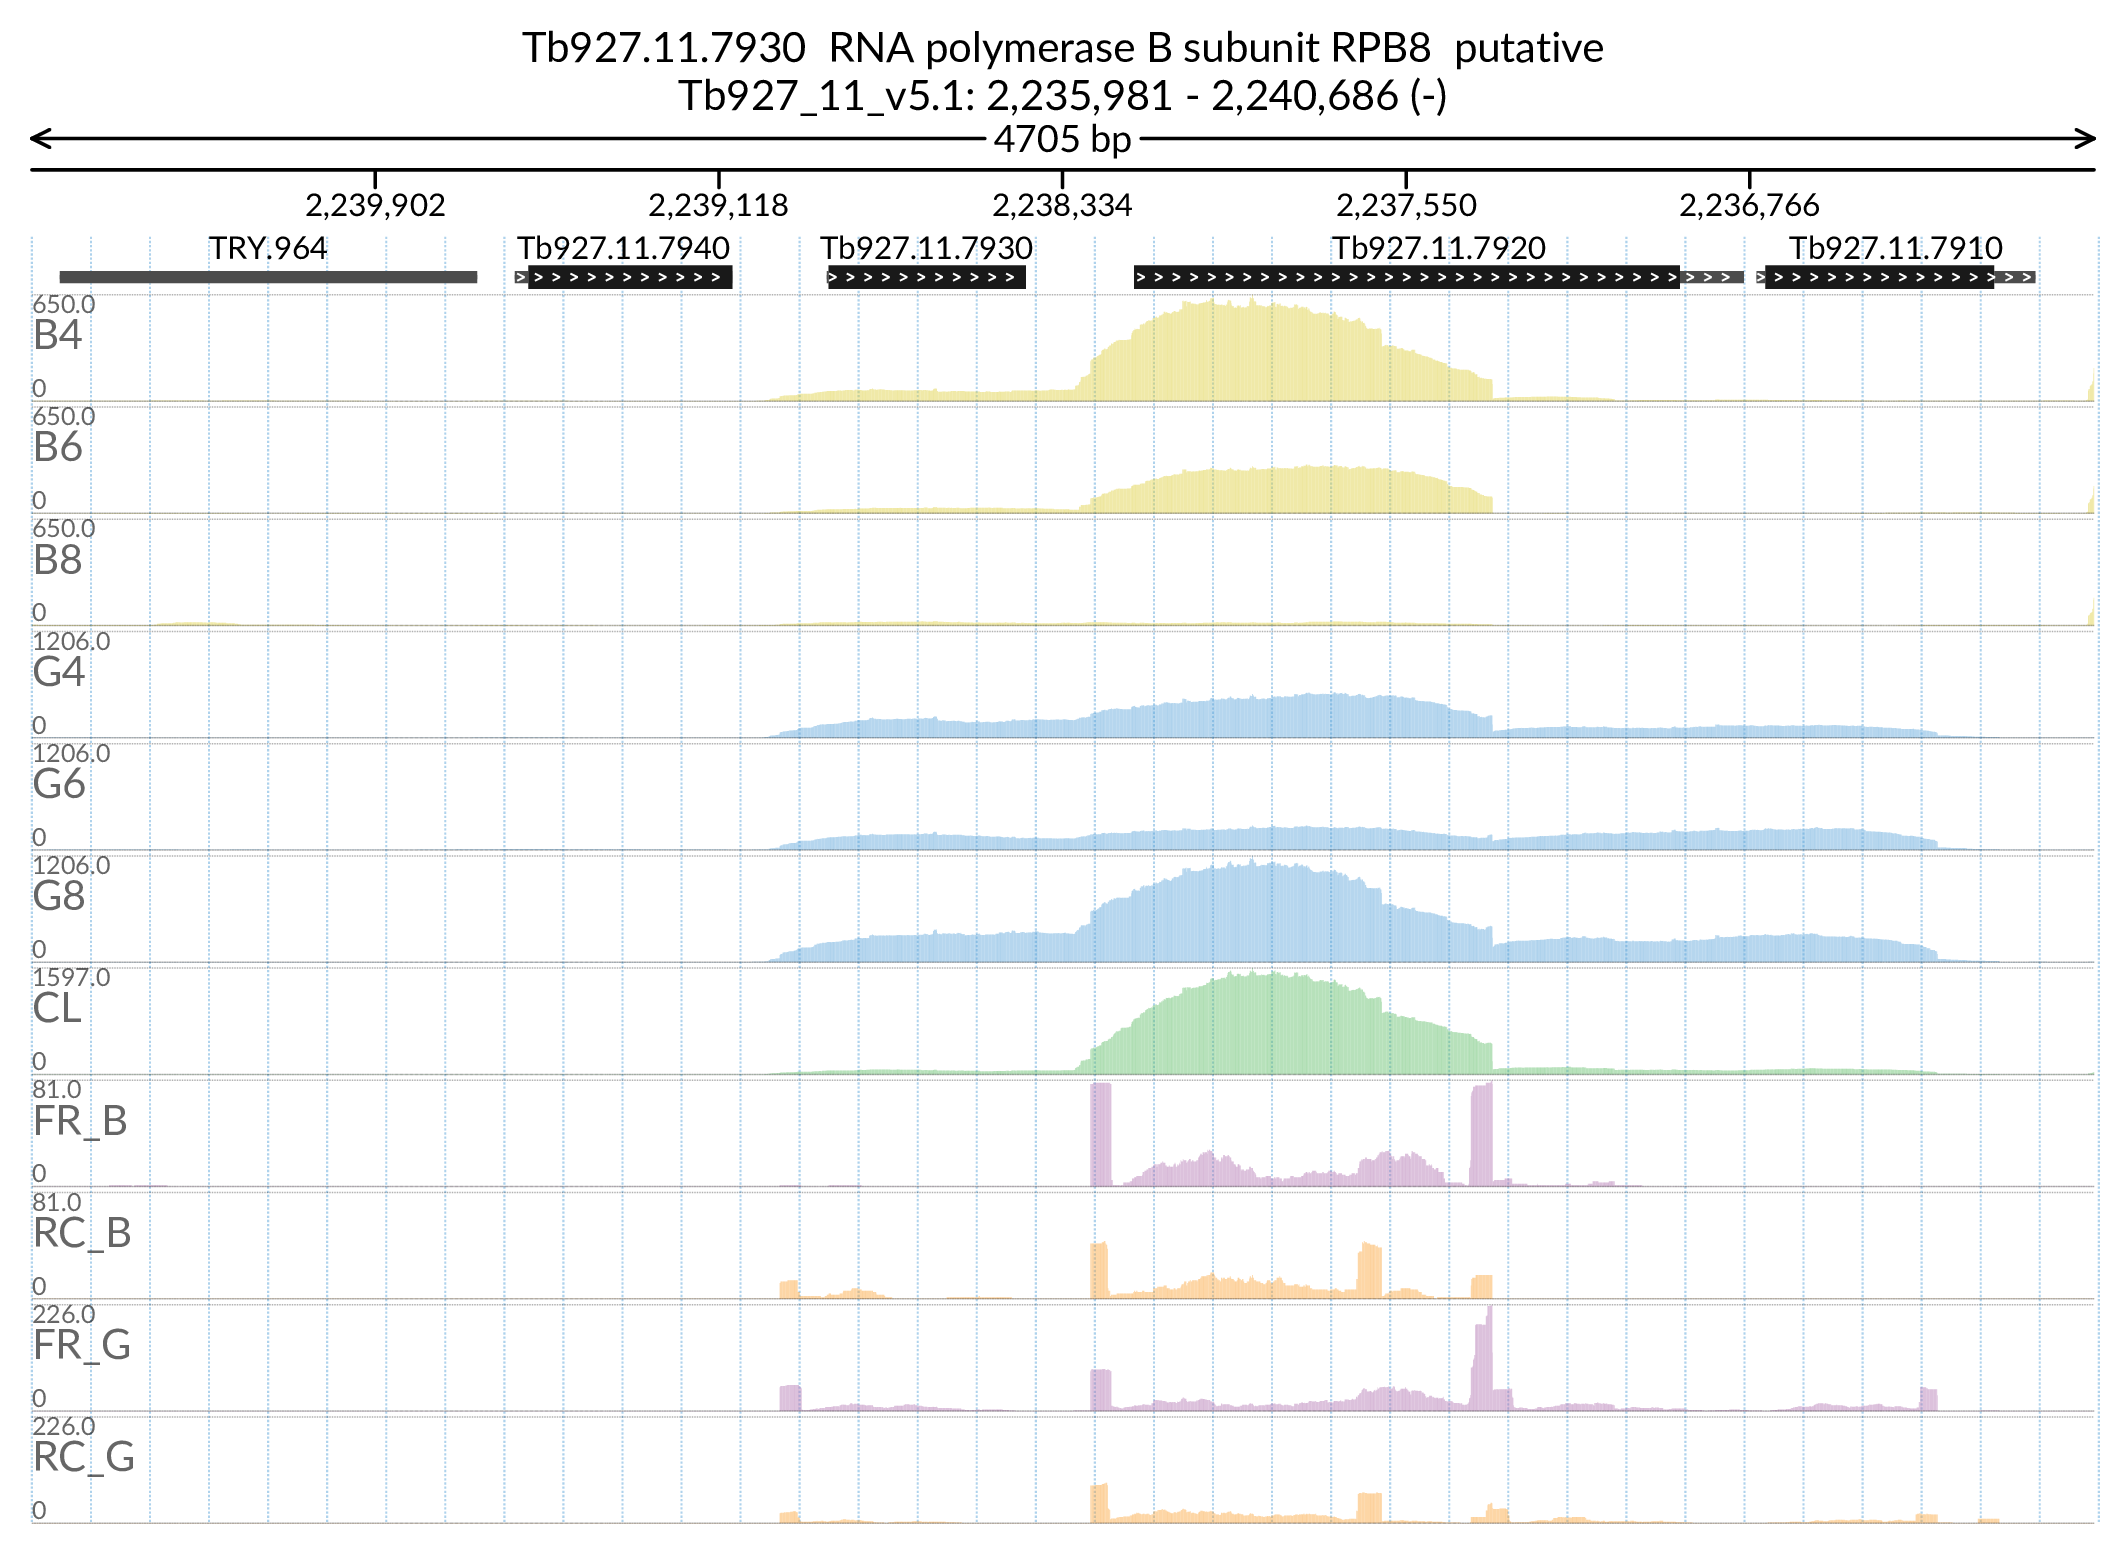 Tb927.11.7930  RNA polymerase B subunit RPB8  putative
Tb927_11_v5.1: 2,235,981 - 2,240,686 (-)
4705 bp
2,239,902 2,239,118 2,238,334 2,237,550 2,236,766
TRY.964 Tb927.11.7940 Tb927.11.7930 Tb927.11.7920 Tb927.11.7910
650.0
B4
0
650.0
B6
0
650.0
B8
0
1206.0
G4
0
1206.0
G6
0
1206.0
G8
0
1597.0
CL
0
81.0
FR_B
0
81.0
RC_B
0
226.0
FR_G
0
226.0
RC_G
0